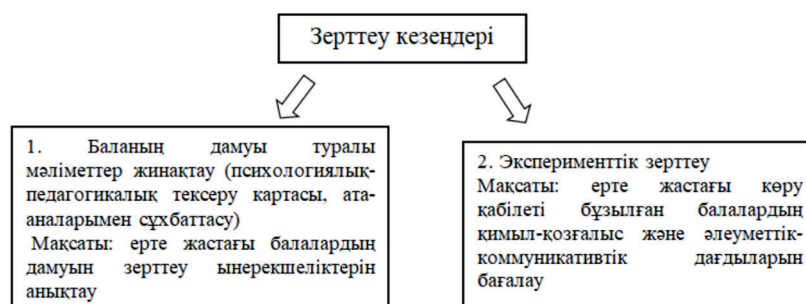 Зерттеу кезеңдері
1. Баланың дамуы туралы
мәліметтер жинақтау (психологиялық-
педагогикалық тексеру картасы, ата-
аналарымен сұхбаттасу)
Мақсаты: ерте жастағы балалардың
дамуын зерттеу ынерекшеліктерін
анықтау
2. Эксперименттік зерттеу
Мақсаты: ерте жастағы көру
қабілеті бұзылған балалардың
қимыл-қозғалыс және әлеуметтік-
коммуникативтік дағдыларын
бағалау